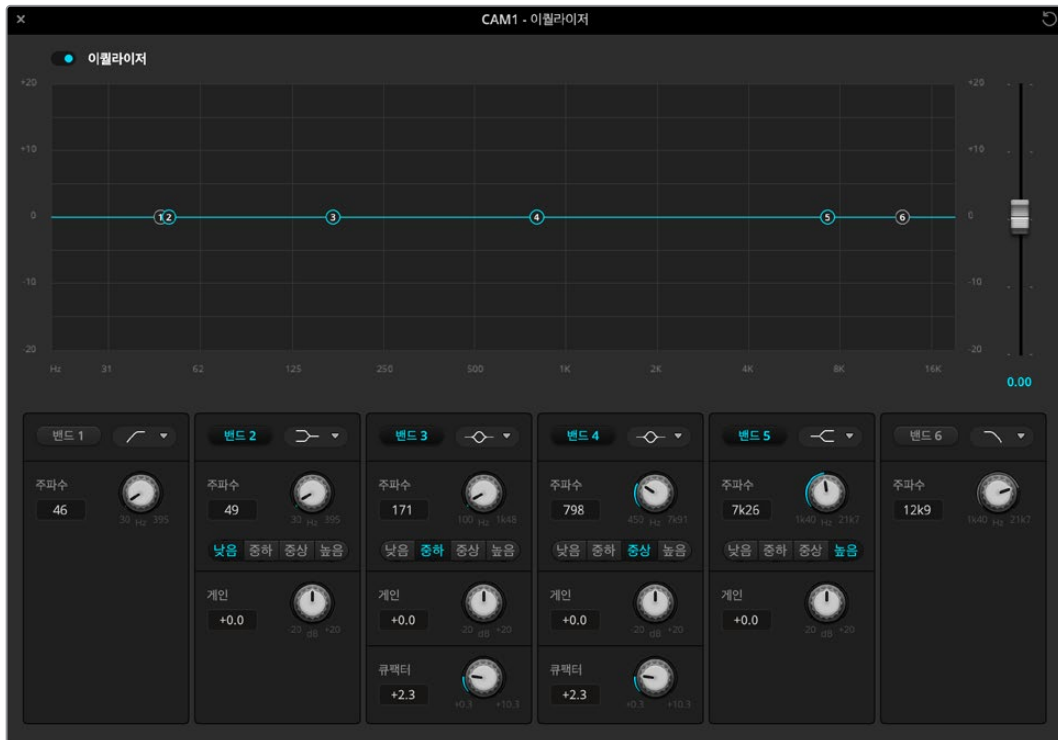 × CAM1 - 이퀄라이저
이퀄라이저
+20 +20
+10 +10
1 2 3 4 5 6
0 0
-10 -10
-20 -20
Hz 31 62 125 250 500 1K 2K 4K 8K 16K
0.00
밴드 1 밴드 2 밴드 3 밴드 4 밴드 5 밴드 6
주파수 주파수 주파수 주파수 주파수 주파수
46 49 171 798 7k26 12k9
30 Hz 395 30 Hz 395 100 Hz 1k48 450 Hz 7k91 1k40 Hz 21k7 1k40 Hz 21k7
낮음 중하 중상 높음 낮음 중하 중상 높음 낮음 중하 중상 높음 낮음 중하 중상 높음
게인 게인 게인 게인
+0.0 +0.0 +0.0 +0.0
-20 dB +20 -20 dB +20 -20 dB +20 -20 dB +20
큐팩터 큐팩터
+2.3 +2.3
+0.3 +10.3 +0.3 +10.3